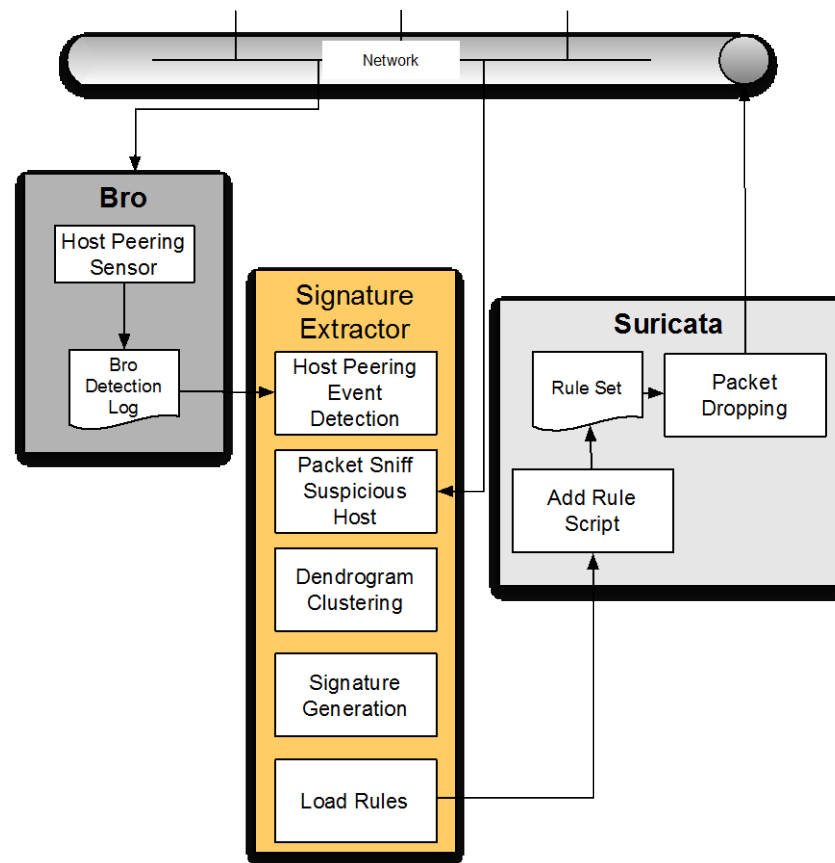 Network
Bro
Host Peering
Sensor
Bro
Detection
Log
Signature
Extractor
Host Peering
Event
Detection
Packet Sniff
Suspicious
Host
Dendrogram
Clustering
Signature
Generation
Load Rules
Suricata
Rule Set
Packet
Dropping
Add Rule
Script